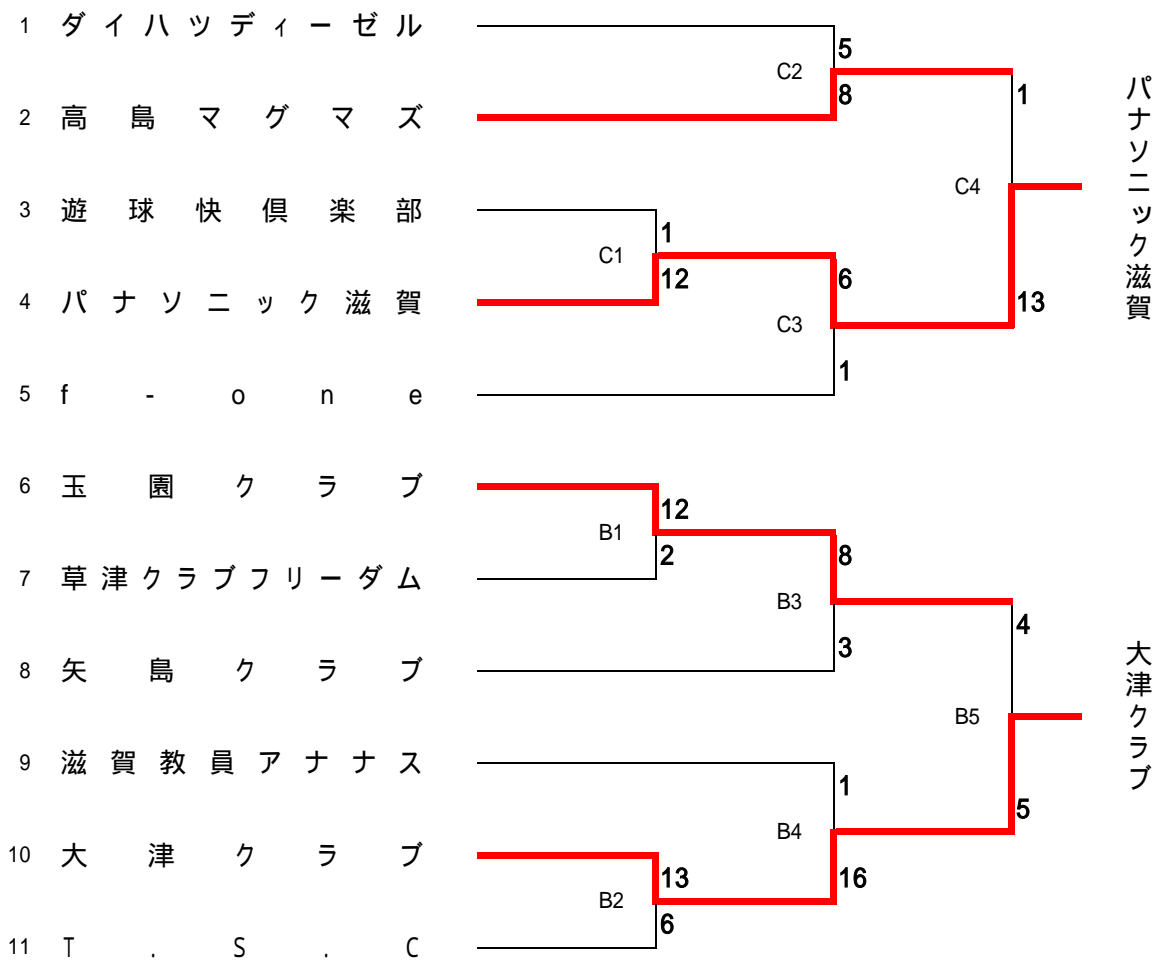 1 ダイハツディーゼル
5
C2
8
1
2 高島マグマズ
パナソニック滋賀
C4
3 遊球快倶楽部
1
C1
12
6
4 パナソニック滋賀
13
C3
1
5 f-one
6 玉園クラブ
12
B1
2
8
7 草津クラブフリーダム
B3
4
3
8 矢島クラブ
大津クラブ
B5
9 滋賀教員アナナス
1
5
B4
10 大津クラブ
13
16
B2
6
11 T.S.C